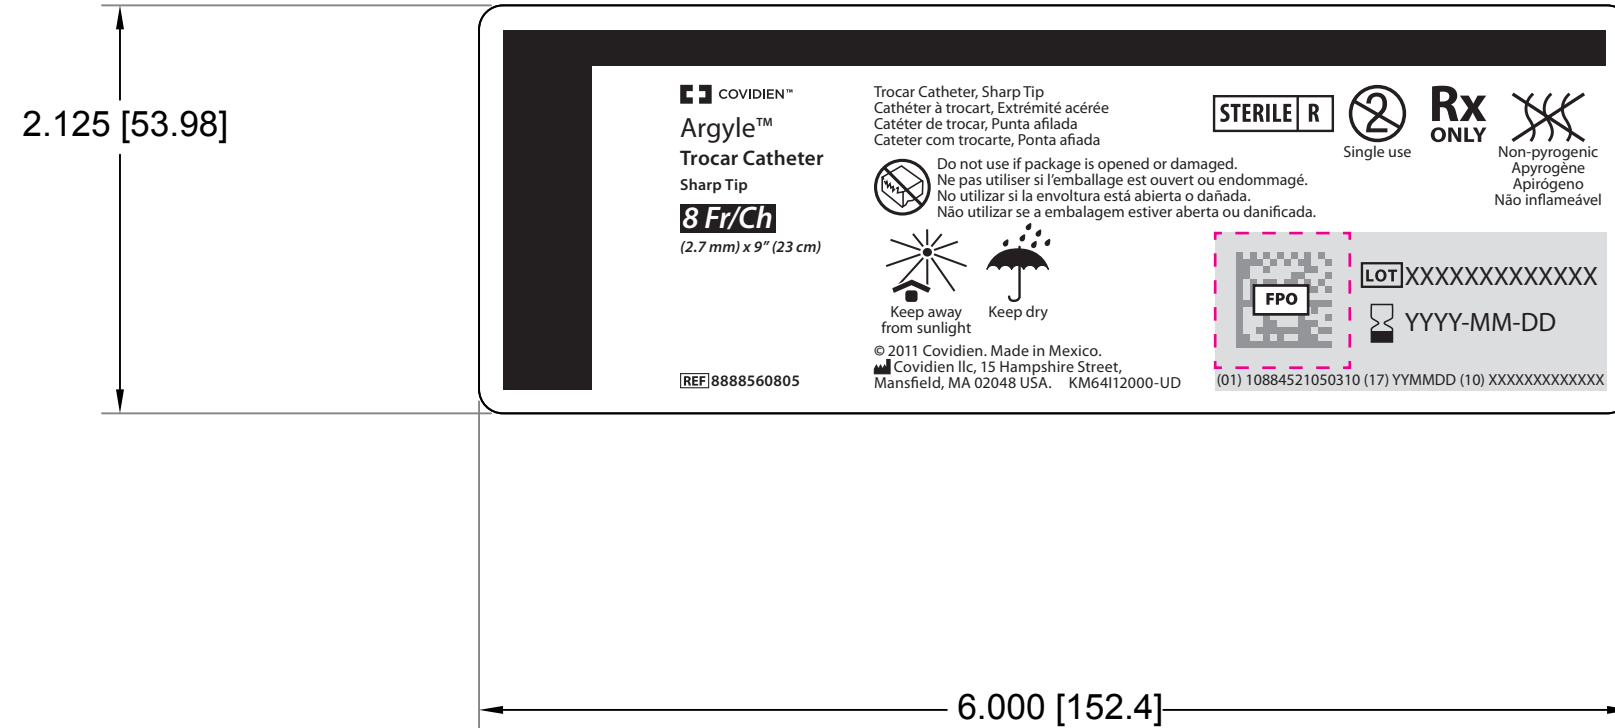 2.125 [53.98]
COVIDIEN™
Argyle™
Trocar Catheter
Sharp Tip
8 Fr/Ch
(2.7 mm) x 9” (23 cm)
REF 8888560805
Trocar Catheter, Sharp Tip
Cathéter à trocart, Extrémité acérée
Catéter de trocar, Punta afilada
Cateter com trocarte, Ponta afiada
Do not use if package is opened or damaged.
Ne pas utiliser si l’emballage est ouvert ou endommagé.
No utilizar si la envoltura está abierta o dañada.
Não utilizar se a embalagem estiver aberta ou danificada.
Keep away
from sunlight
Keep dry
© 2011 Covidien. Made in Mexico.
Covidien llc, 15 Hampshire Street,
Mansfield, MA 02048 USA. KM64I12000-UD
STERILE R
2
Single use
Rx
ONLY
Non-pyrogenic
Apyrogène
Apirógeno
Não inflameável
FPO
LOT XXXXXXXXXXXXX
YYYY-MM-DD
(01) 10884521050310 (17) YYMMDD (10) XXXXXXXXXXXXX
6.000 [152.4]